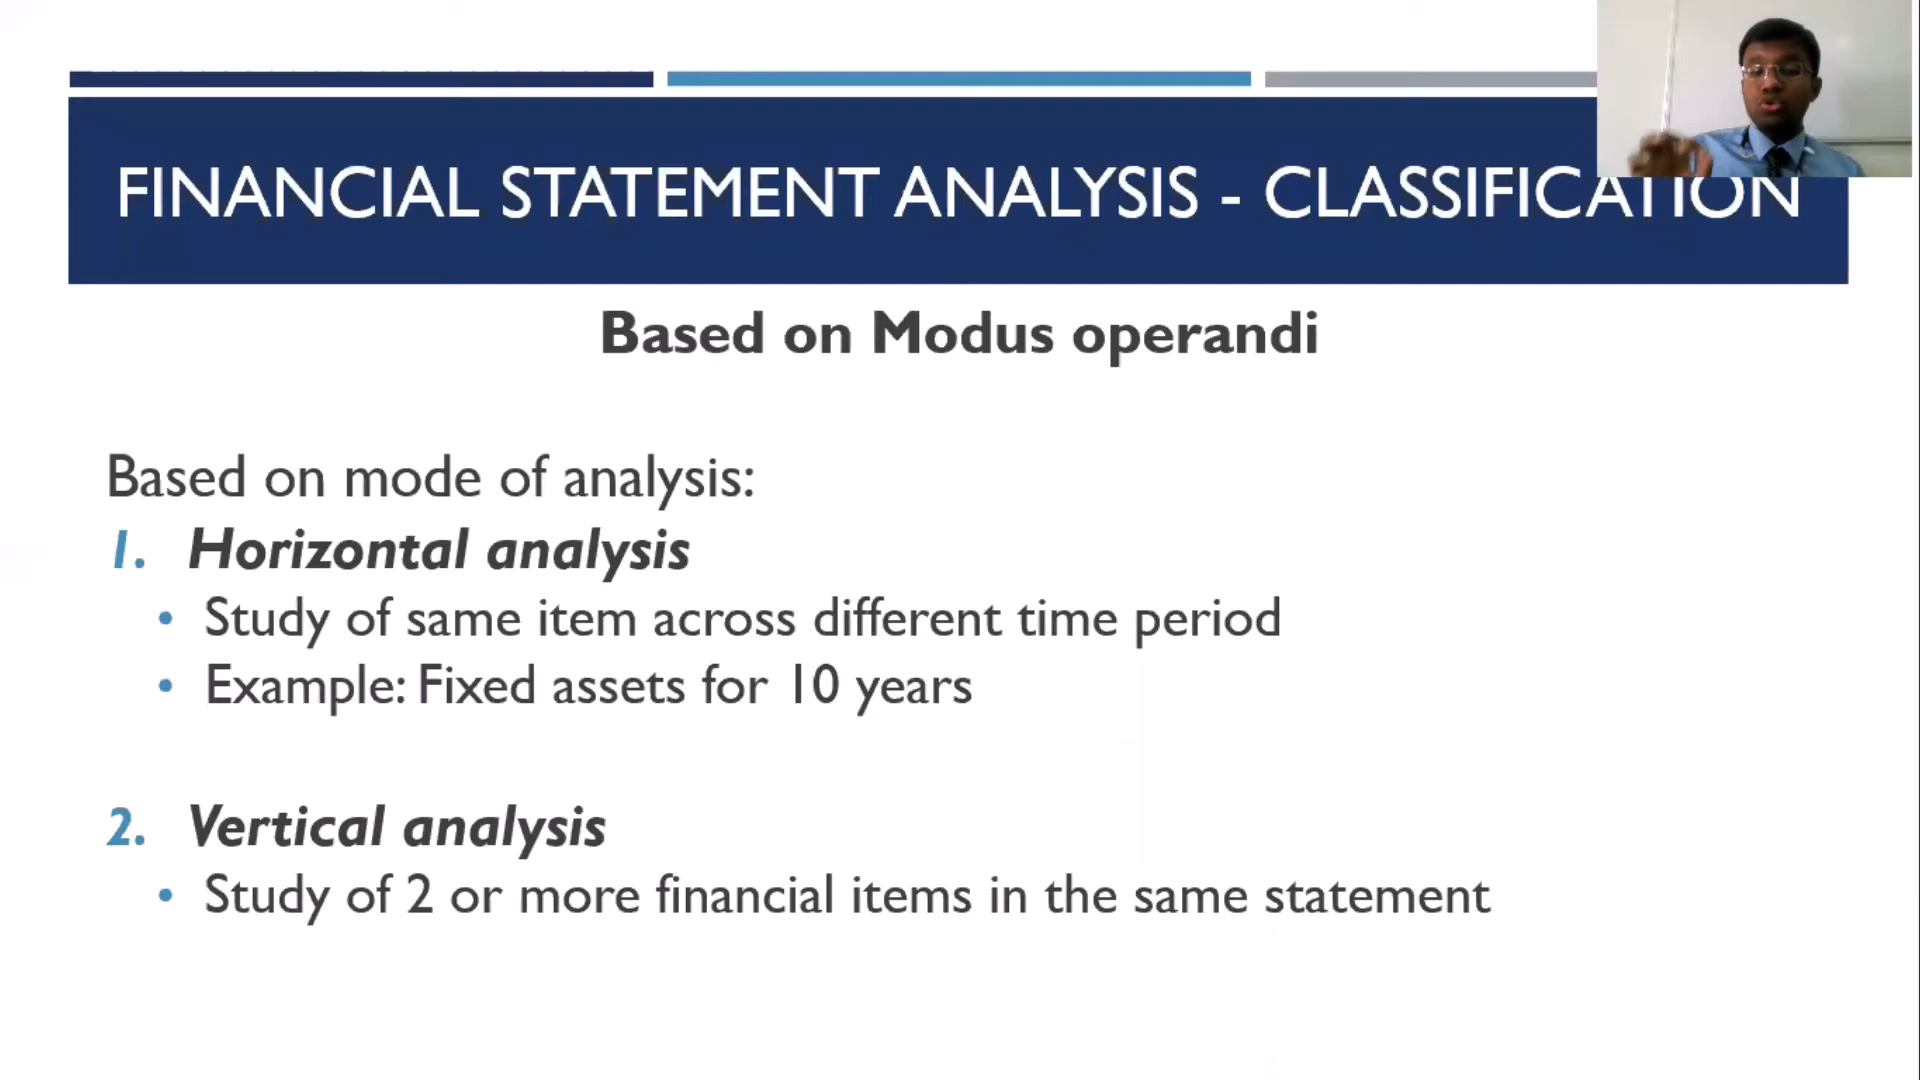 FINANCIAL STATEMENT ANALYSIS - CLASSIFICATION
Based on Modus operandi
Based on mode of analysis:
1. Horizontal analysis
• Study of same item across different time period
• Example: Fixed assets for 10 years
2. Vertical analysis
• Study of 2 or more financial items in the same statement